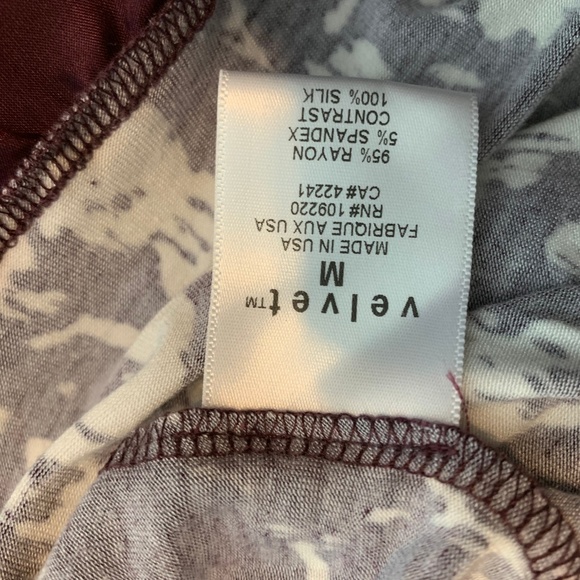 velvet™
M
MADE IN USA
FABRIQUE AUX USA
RN# 109220
CA# 42241
95% RAYON
5% SPANDEX
CONTRAST
100% SILK